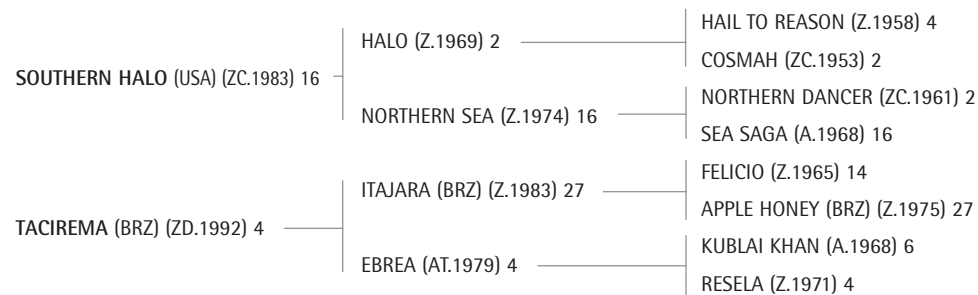 HAIL TO REASON (Z.1958) 4
HALO (Z.1969) 2
COSMAH (ZC.1953) 2
SOUTHERN HALO (USA) (ZC.1983) 16
NORTHERN DANCER (ZC.1961) 2
NORTHERN SEA (Z.1974) 16
SEA SAGA (A.1968) 16
FELICIO (Z.1965) 14
ITAJARA (BRZ) (Z.1983) 27
APPLE HONEY (BRZ) (Z.1975) 27
TACIREMA (BRZ) (ZD.1992) 4
KUBLAI KHAN (A.1968) 6
EBREA (AT.1979) 4
RESELA (Z.1971) 4